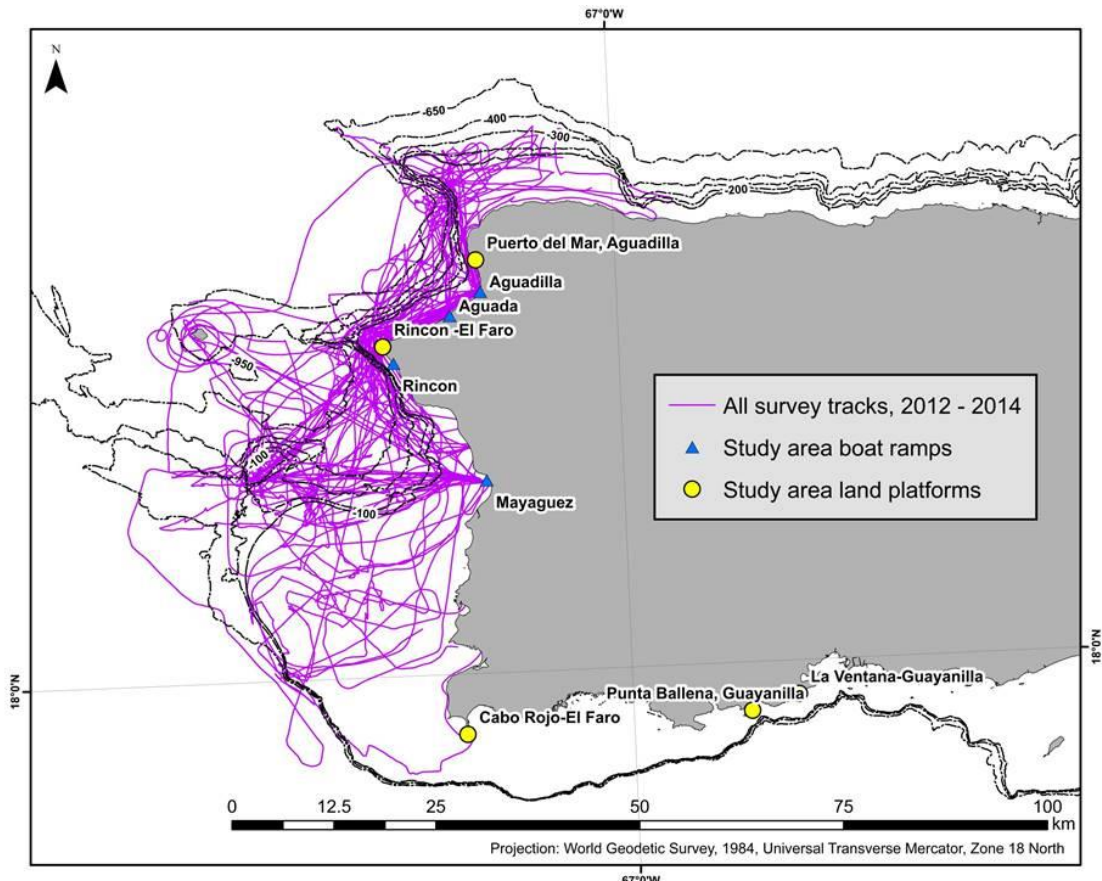 67°0'W
N
-650
-400
-300
-200
Puerto del Mar, Aguadilla
Aguadilla
Aguada
Rincon -El Faro
-950
Rincon
All survey tracks, 2012 - 2014
Study area boat ramps
Study area land platforms
-100
Mayaguez
-100
18°0'N
18°0'N
La Ventana-Guayanilla
Punta Ballena, Guayanilla
Cabo Rojo-El Faro
0 12.5 25 50 75 100
km
Projection: World Geodetic Survey, 1984, Universal Transverse Mercator, Zone 18 North
67°0'W